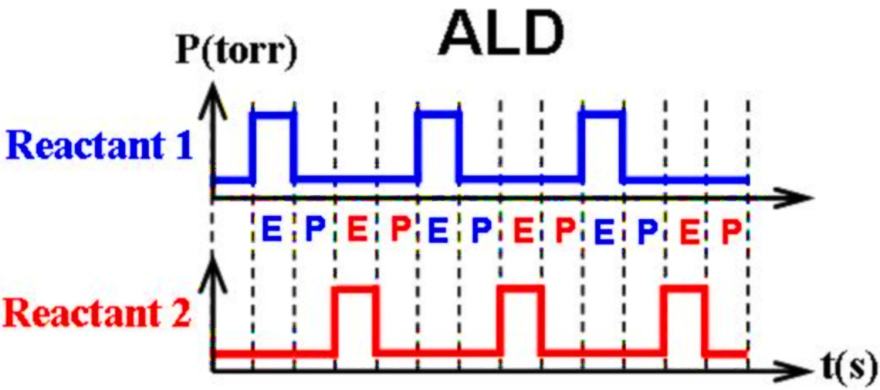 ALD
P(torr)
Reactant 1
E P E P E P E P E P E P
Reactant 2
t(s)